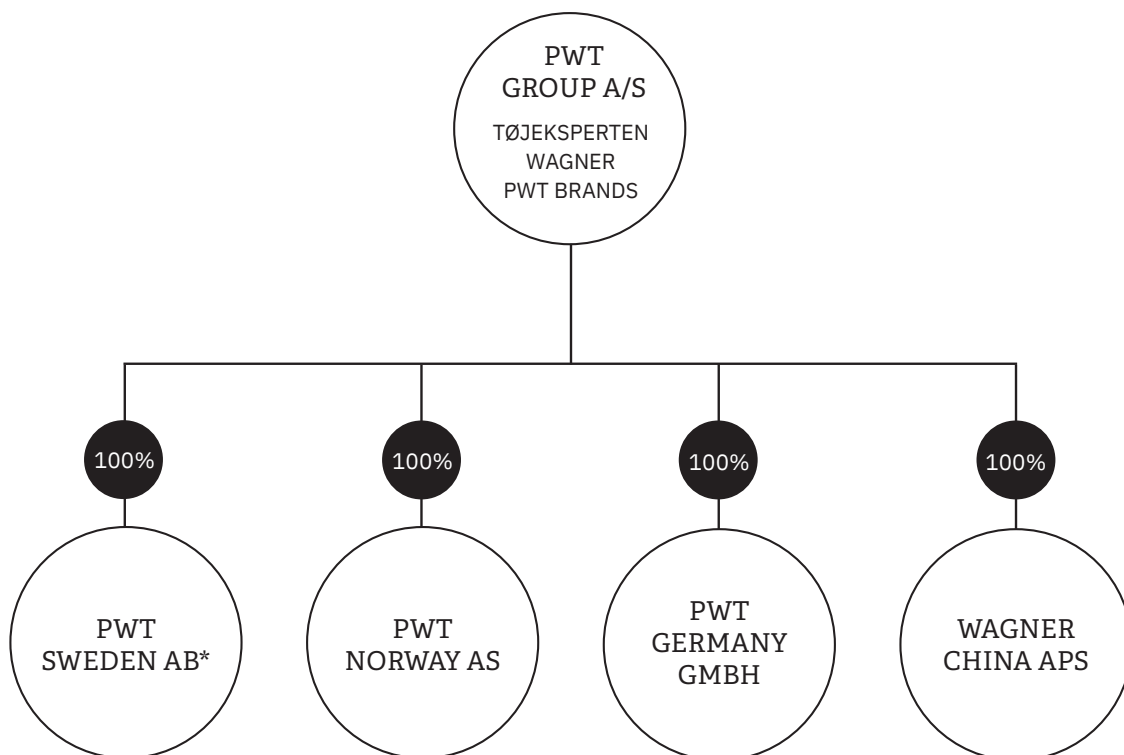 PWT
GROUP A/S
TØJEKSPERTEN
WAGNER
PWT BRANDS
100%
100%
100%
100%
PWT
SWEDEN AB*
PWT
NORWAY AS
PWT
GERMANY
GMBH
WAGNER
CHINA APS